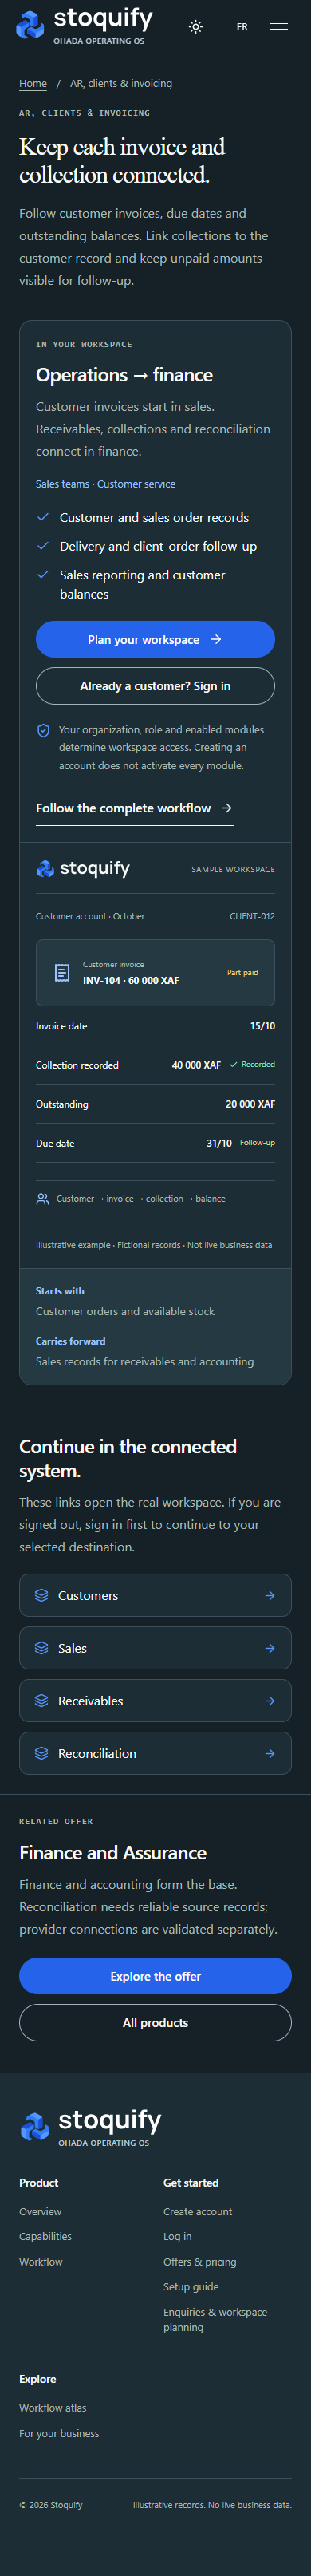 stoquify
OHADA OPERATING OS
FR
Home / AR, clients & invoicing
AR, CLIENTS & INVOICING
Keep each invoice and
collection connected.
Follow customer invoices, due dates and
outstanding balances. Link collections to the
customer record and keep unpaid amounts
visible for follow-up.
IN YOUR WORKSPACE
Operations → finance
Customer invoices start in sales.
Receivables, collections and reconciliation
connect in finance.
Sales teams · Customer service
Customer and sales order records
Delivery and client-order follow-up
Sales reporting and customer
balances
Plan your workspace →
Already a customer? Sign in
Your organization, role and enabled modules
determine workspace access. Creating an
account does not activate every module.
Follow the complete workflow →
stoquify SAMPLE WORKSPACE
Customer account · October CLIENT-012
Customer invoice
INV-104 · 60 000 XAF Part paid
Invoice date 15/10
Collection recorded 40 000 XAF Recorded
Outstanding 20 000 XAF
Due date 31/10 Follow-up
Customer → invoice → collection → balance
Illustrative example · Fictional records · Not live business data
Starts with
Customer orders and available stock
Carries forward
Sales records for receivables and accounting
Continue in the connected
system.
These links open the real workspace. If you are
signed out, sign in first to continue to your
selected destination.
Customers →
Sales →
Receivables →
Reconciliation →
RELATED OFFER
Finance and Assurance
Finance and accounting form the base.
Reconciliation needs reliable source records;
provider connections are validated separately.
Explore the offer
All products
stoquify
OHADA OPERATING OS
Product
Overview
Capabilities
Workflow
Get started
Create account
Log in
Offers & pricing
Setup guide
Enquiries & workspace
planning
Explore
Workflow atlas
For your business
© 2026 Stoquify Illustrative records. No live business data.